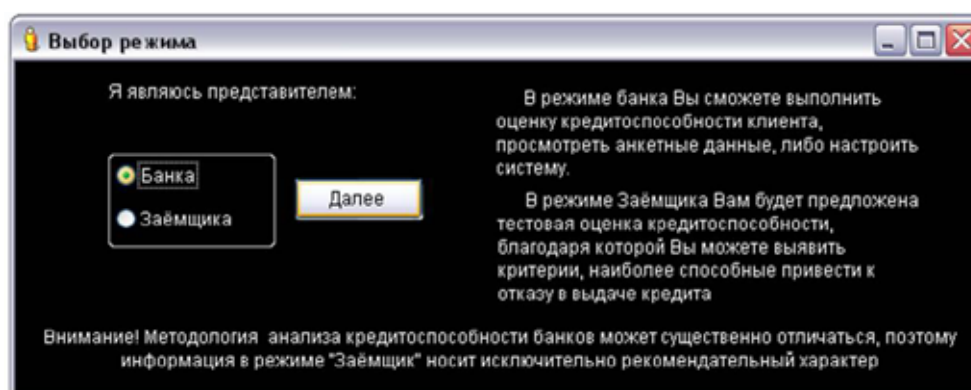 Выбор режима
Я являюсь представителем:
Банка
Заёмщика
Далее
В режиме банка Вы сможете выполнить
оценку кредитоспособности клиента,
просмотреть анкетные данные, либо настроить
систему.
В режиме Заёмщика Вам будет предложена
тестовая оценка кредитоспособности,
благодаря которой Вы можете выявить
критерии, наиболее способные привести к
отказу в выдаче кредита
Внимание! Методология анализа кредитоспособности банков может существенно отличаться, поэтому
информация в режиме "Заёмщик" носит исключительно рекомендательный характер